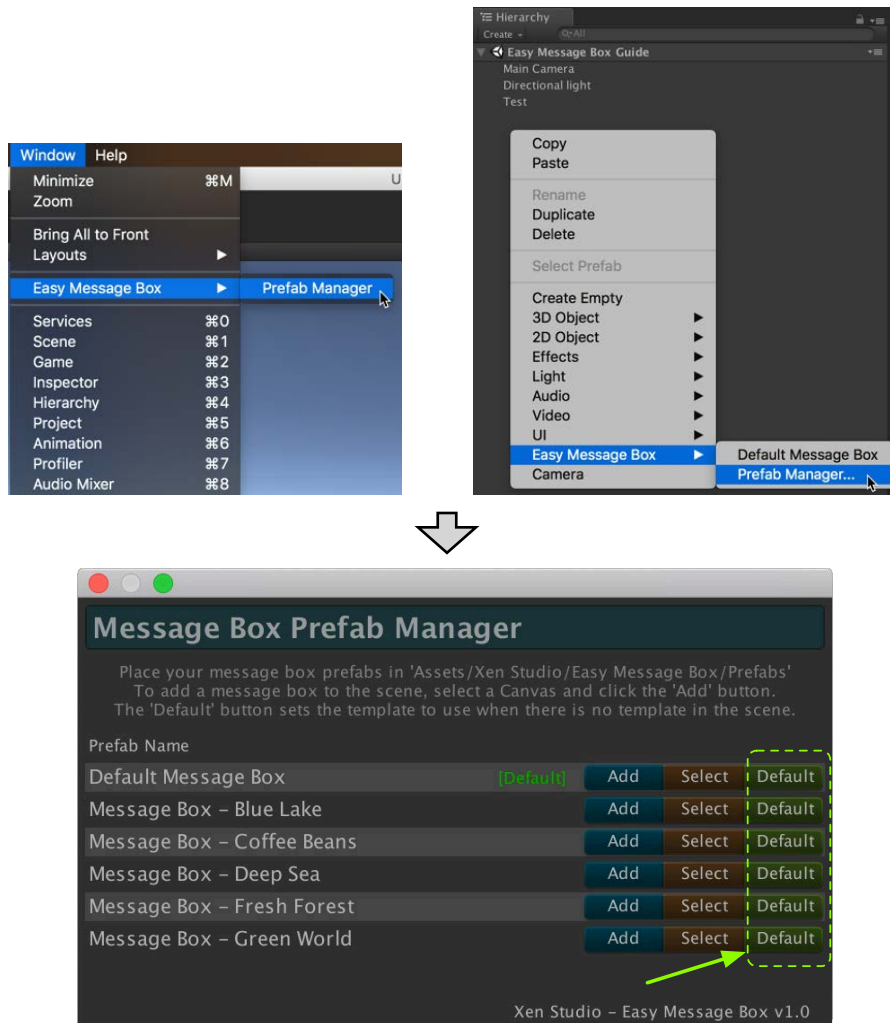 Hierarchy
Create
Q▾All
Easy Message Box Guide
Main Camera
Directional light
Test
Copy
Paste
Rename
Duplicate
Delete
Select Prefab
Create Empty
3D Object
2D Object
Effects
Light
Audio
Video
UI
Easy Message Box
Camera
Default Message Box
Prefab Manager...
Window Help
U
Minimize ⌘M
Zoom
Bring All to Front
Layouts
Easy Message Box
Prefab Manager
Services ⌘0
Scene ⌘1
Game ⌘2
Inspector ⌘3
Hierarchy ⌘4
Project ⌘5
Animation ⌘6
Profiler ⌘7
Audio Mixer ⌘8
Message Box Prefab Manager
Place your message box prefabs in 'Assets/Xen Studio/Easy Message Box/Prefabs'
To add a message box to the scene, select a Canvas and click the 'Add' button.
The 'Default' button sets the template to use when there is no template in the scene.
Prefab Name
Default Message Box [Default] Add Select Default
Message Box – Blue Lake Add Select Default
Message Box – Coffee Beans Add Select Default
Message Box – Deep Sea Add Select Default
Message Box – Fresh Forest Add Select Default
Message Box – Green World Add Select Default
Xen Studio – Easy Message Box v1.0